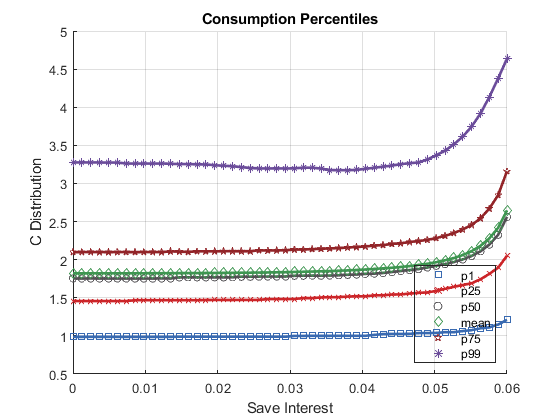 Consumption Percentiles
5
4.5
4
3.5
3
2.5
2
1.5
1
0.5
C Distribution
p1
p25
p50
mean
p75
p99
0 0.01 0.02 0.03 0.04 0.05 0.06
Save Interest